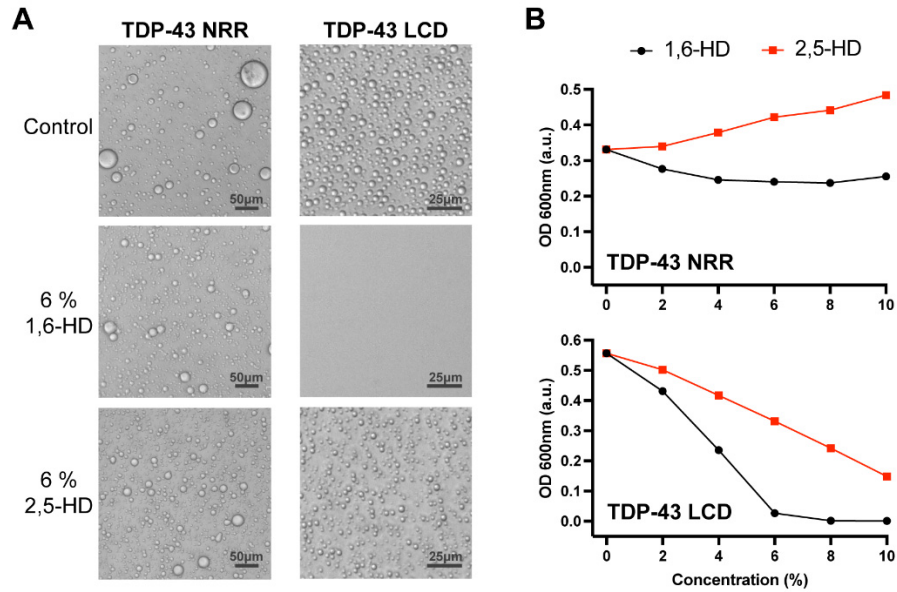 A
TDP-43 NRR
TDP-43 LCD
Control
50µm
25µm
6 %
1,6-HD
50µm
25µm
6 %
2,5-HD
50µm
25µm
B
1,6-HD
2,5-HD
OD 600nm (a.u.)
0.5
0.4
0.3
0.2
0.1
0.0
TDP-43 NRR
0 2 4 6 8 10
OD 600nm (a.u.)
0.6
0.5
0.4
0.3
0.2
0.1
0.0
TDP-43 LCD
0 2 4 6 8 10
Concentration (%)